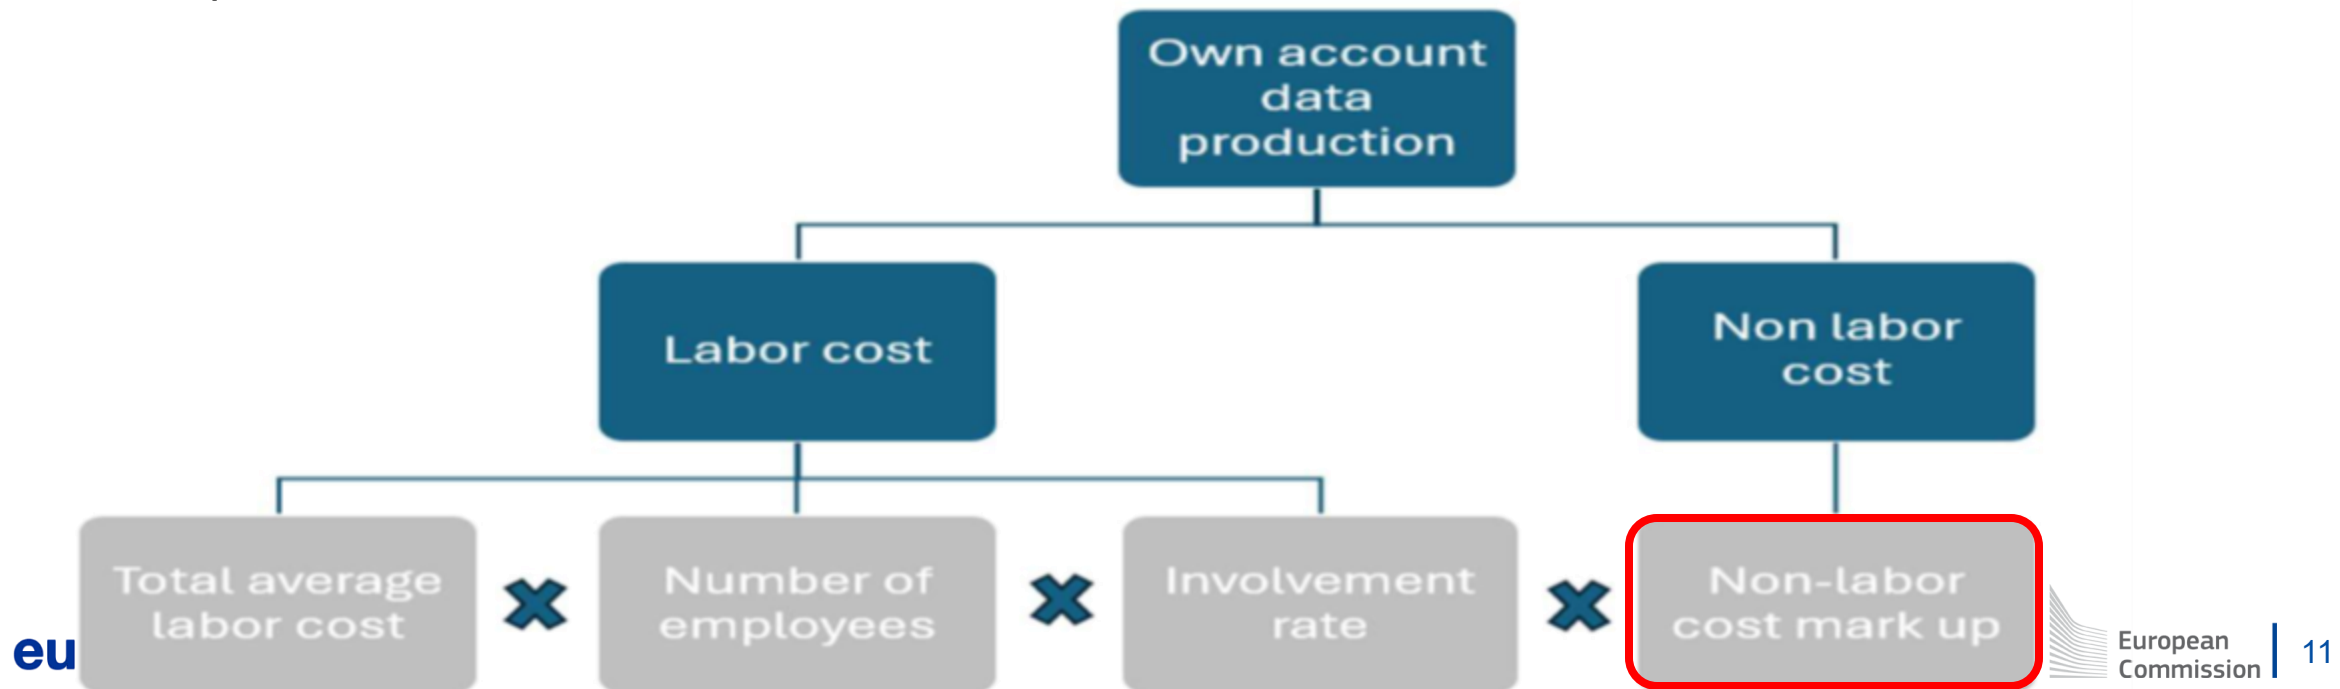 Own account
data
production
Labor cost
Non labor
cost
Total average
labor cost
Number of
employees
Involvement
rate
Non-labor
cost mark up
eu
European
Commission
11